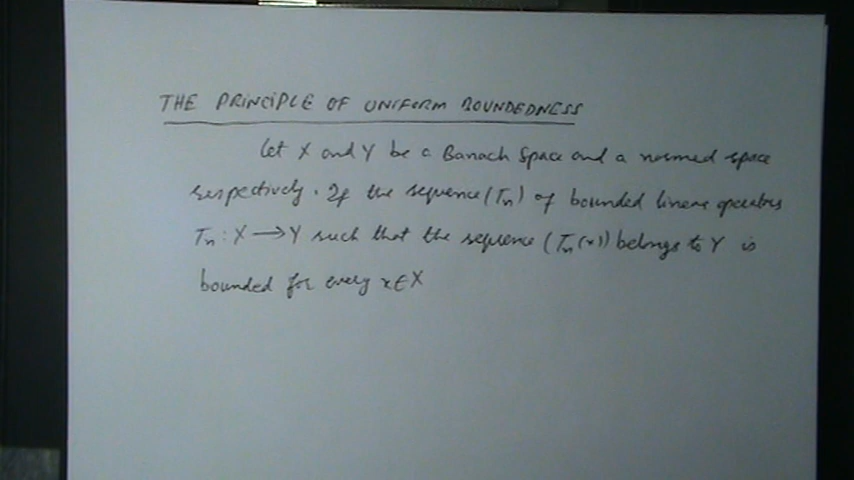 THE PRINCIPLE OF UNIFORM BOUNDEDNESS
Let X and Y be a Banach Space and a normed space
respectively. If the sequence (Tn) of bounded linear operators
Tn : X → Y such that the sequence (Tn(x)) belongs to Y is
bounded for every x ∈ X